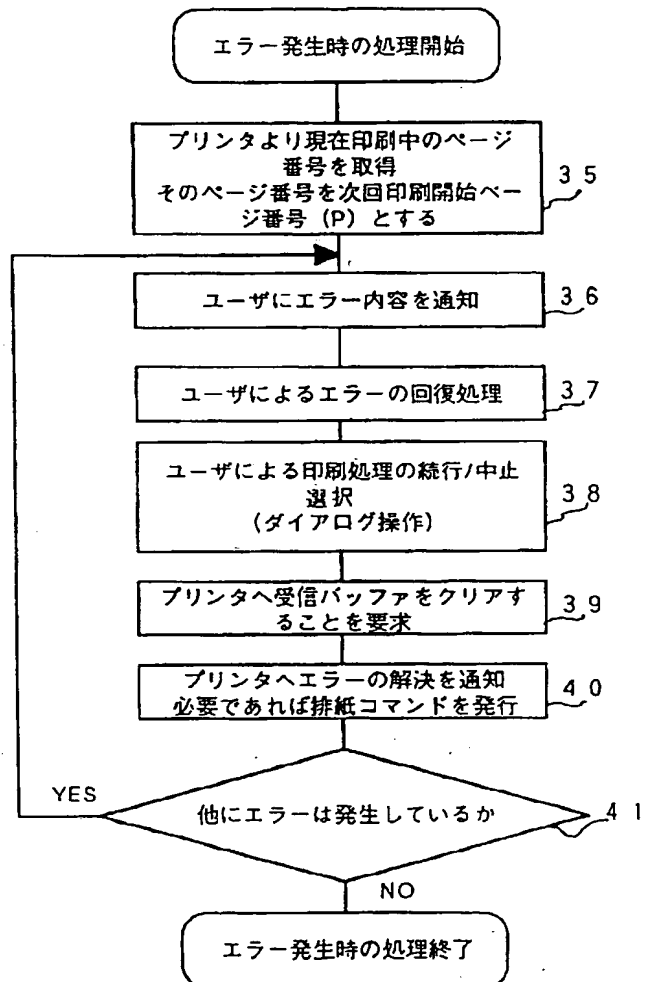 エラー発生時の処理開始
プリンタより現在印刷中のページ
番号を取得
そのページ番号を次回印刷開始ペー
ジ番号（P）とする
３５
ユーザにエラー内容を通知
３６
ユーザによるエラーの回復処理
３７
ユーザによる印刷処理の続行/中止
選択
（ダイアログ操作）
３８
プリンタへ受信バッファをクリアす
ることを要求
３９
プリンタへエラーの解決を通知
必要であれば排紙コマンドを発行
４０
YES
他にエラーは発生しているか
４１
NO
エラー発生時の処理終了